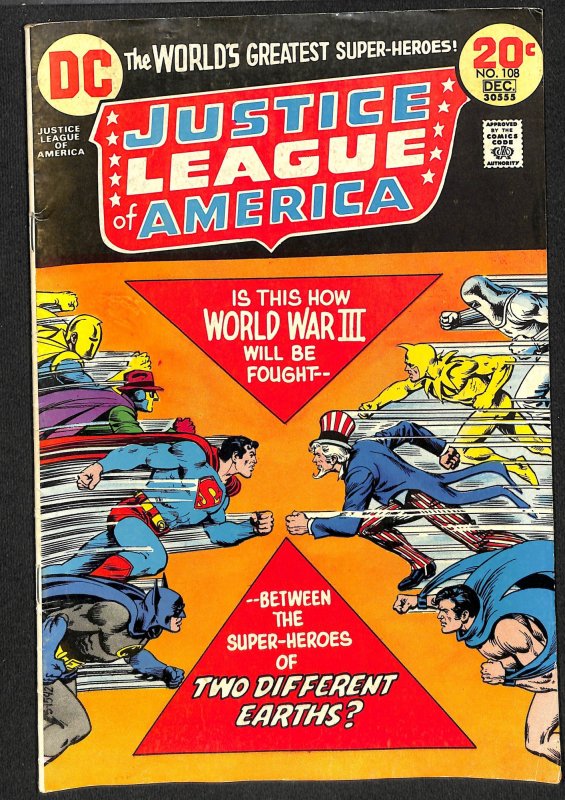 DC
The WORLD'S GREATEST SUPER-HEROES!
20¢
NO. 108
DEC.
30555
JUSTICE
LEAGUE
OF
AMERICA
JUSTICE
LEAGUE
of AMERICA
APPROVED
BY THE
COMICS
CODE
AUTHORITY
IS THIS HOW
WORLD WAR III
WILL BE
FOUGHT--
S
--BETWEEN
THE
SUPER-HEROES
OF
TWO DIFFERENT
EARTHS?